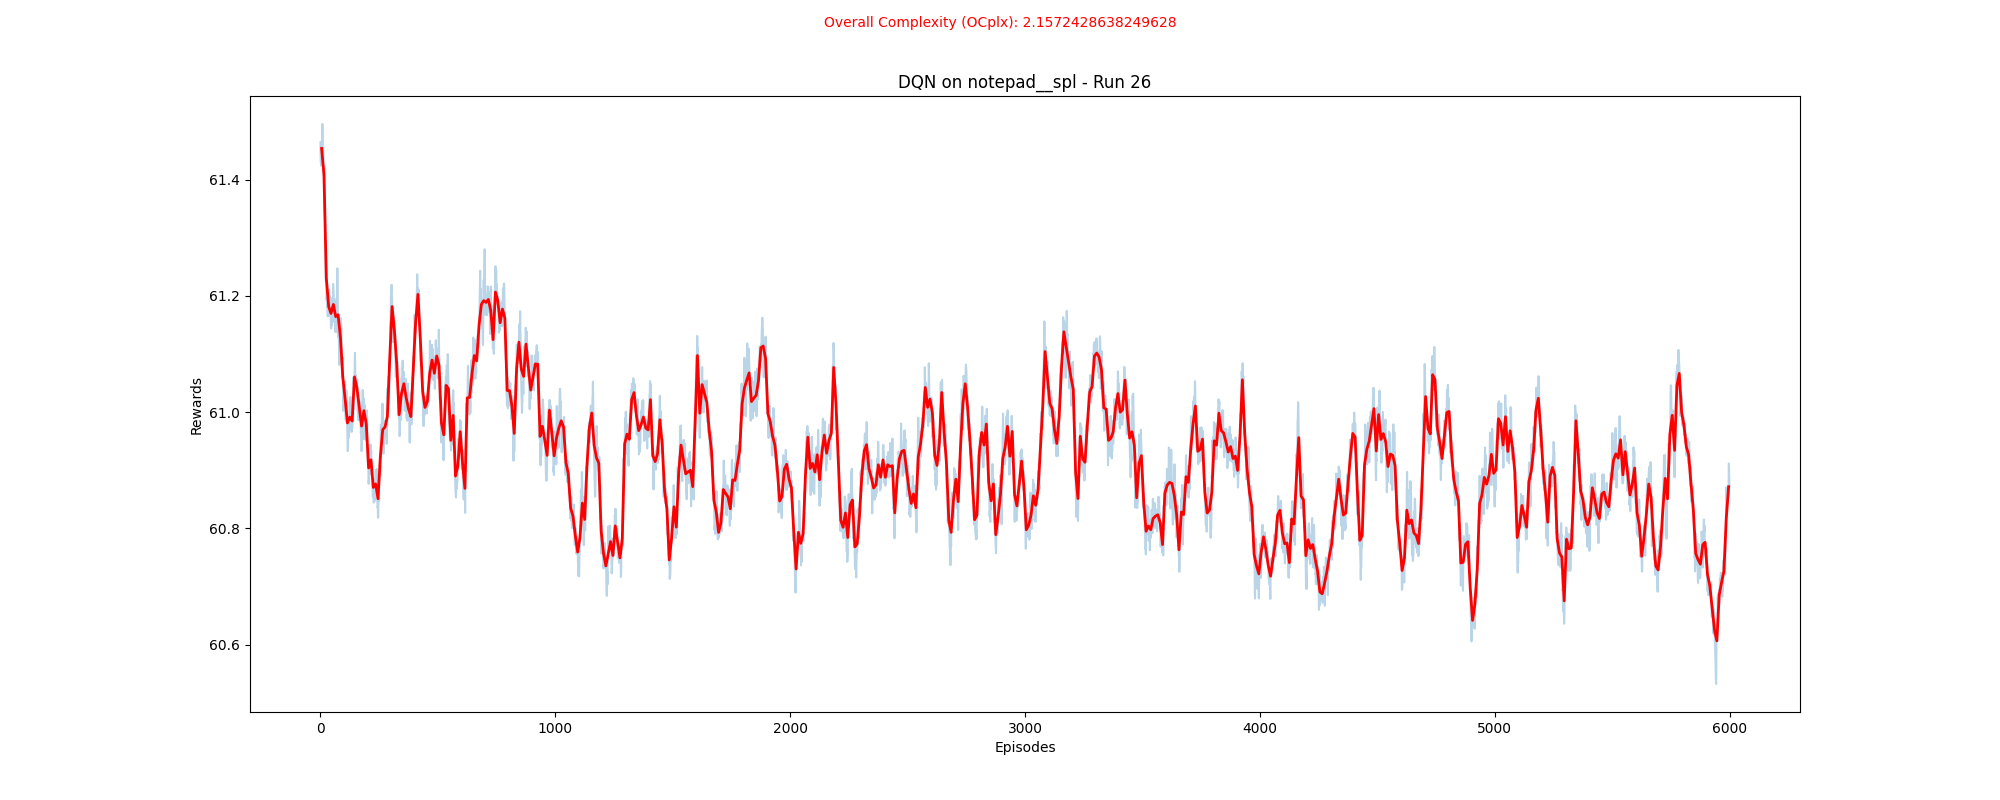 Overall Complexity (OCplx): 2.1572428638249628
DQN on notepad__spl - Run 26
61.4
61.2
61.0
60.8
60.6
Rewards
0 1000 2000 3000 4000 5000 6000
Episodes